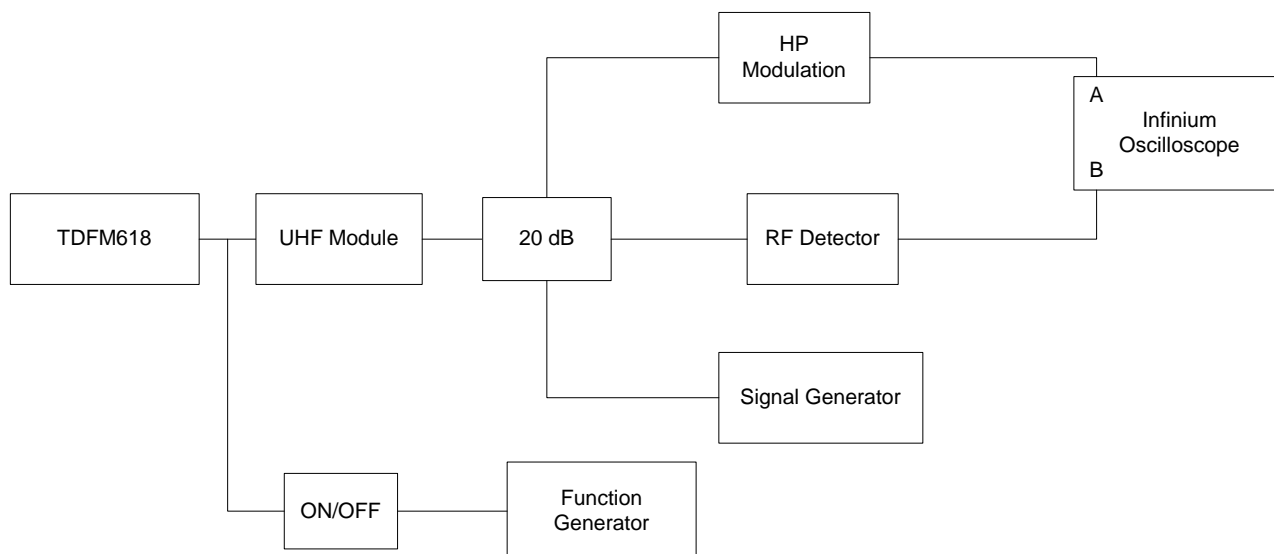 HP
Modulation
A
Infinium
Oscilloscope
B
TDFM618
UHF Module
20 dB
RF Detector
Signal Generator
ON/OFF
Function
Generator